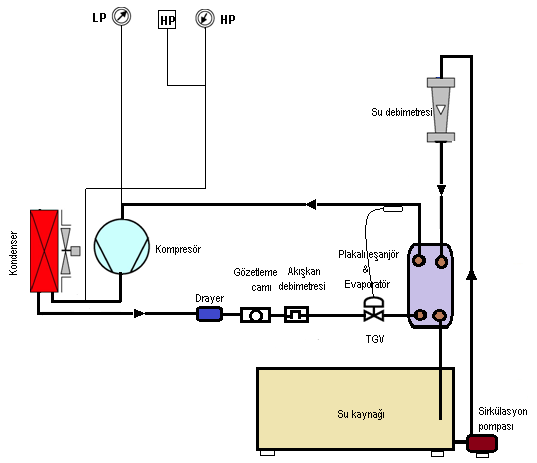 LP
HP
HP
Su debimetresi
Kondenser
Kompresör
Plakalı eşanjör
&
Evaporatör
Gözetleme
camı
Akışkan
debimetresi
Drayer
TGV
Su kaynağı
Sirkülasyon
pompası